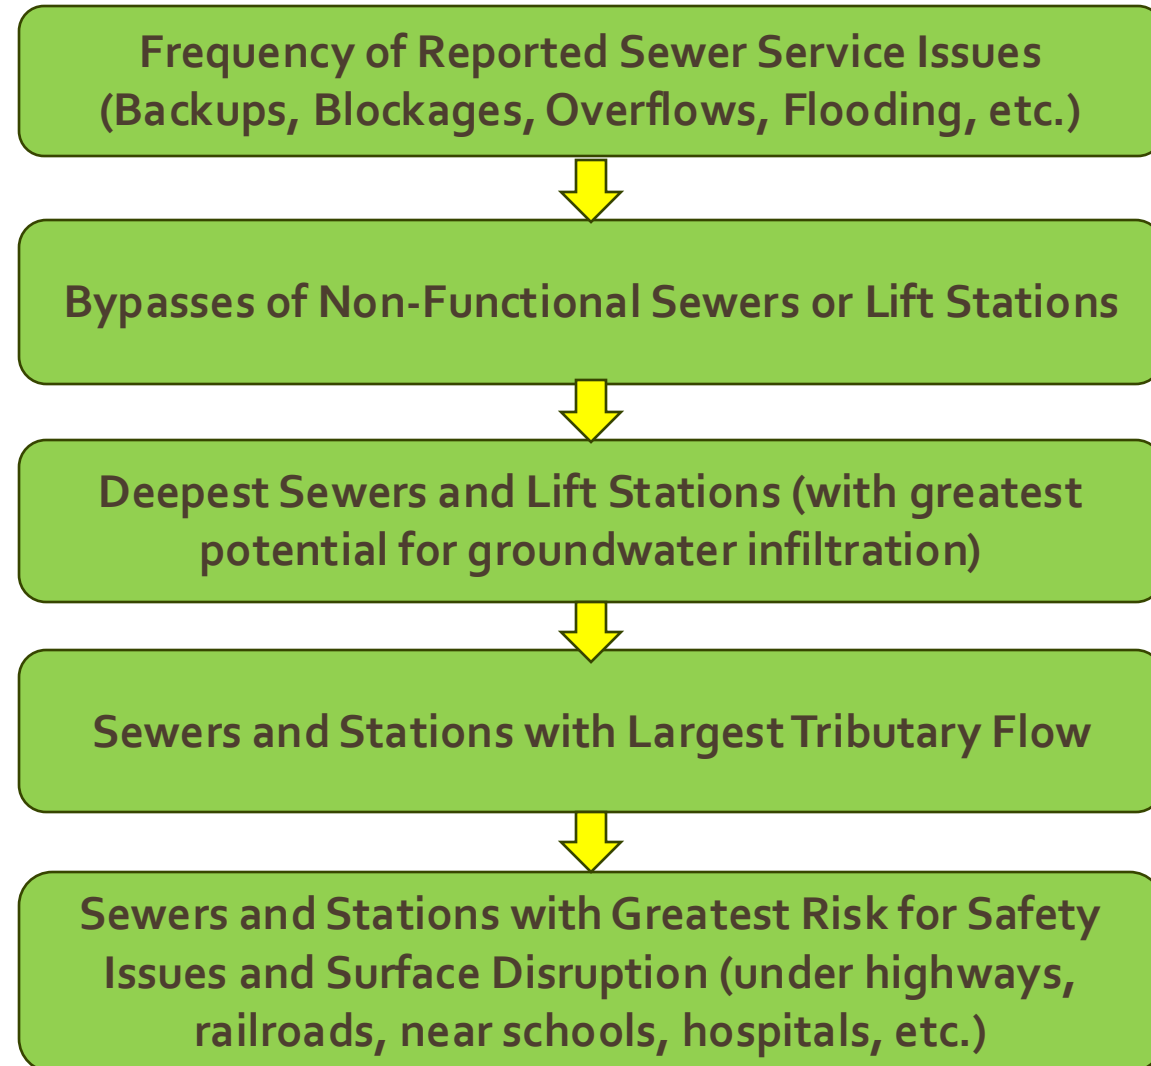 Frequency of Reported Sewer Service Issues
(Backups, Blockages, Overflows, Flooding, etc.)
Bypasses of Non-Functional Sewers or Lift Stations
Deepest Sewers and Lift Stations (with greatest
potential for groundwater infiltration)
Sewers and Stations with Largest Tributary Flow
Sewers and Stations with Greatest Risk for Safety
Issues and Surface Disruption (under highways,
railroads, near schools, hospitals, etc.)